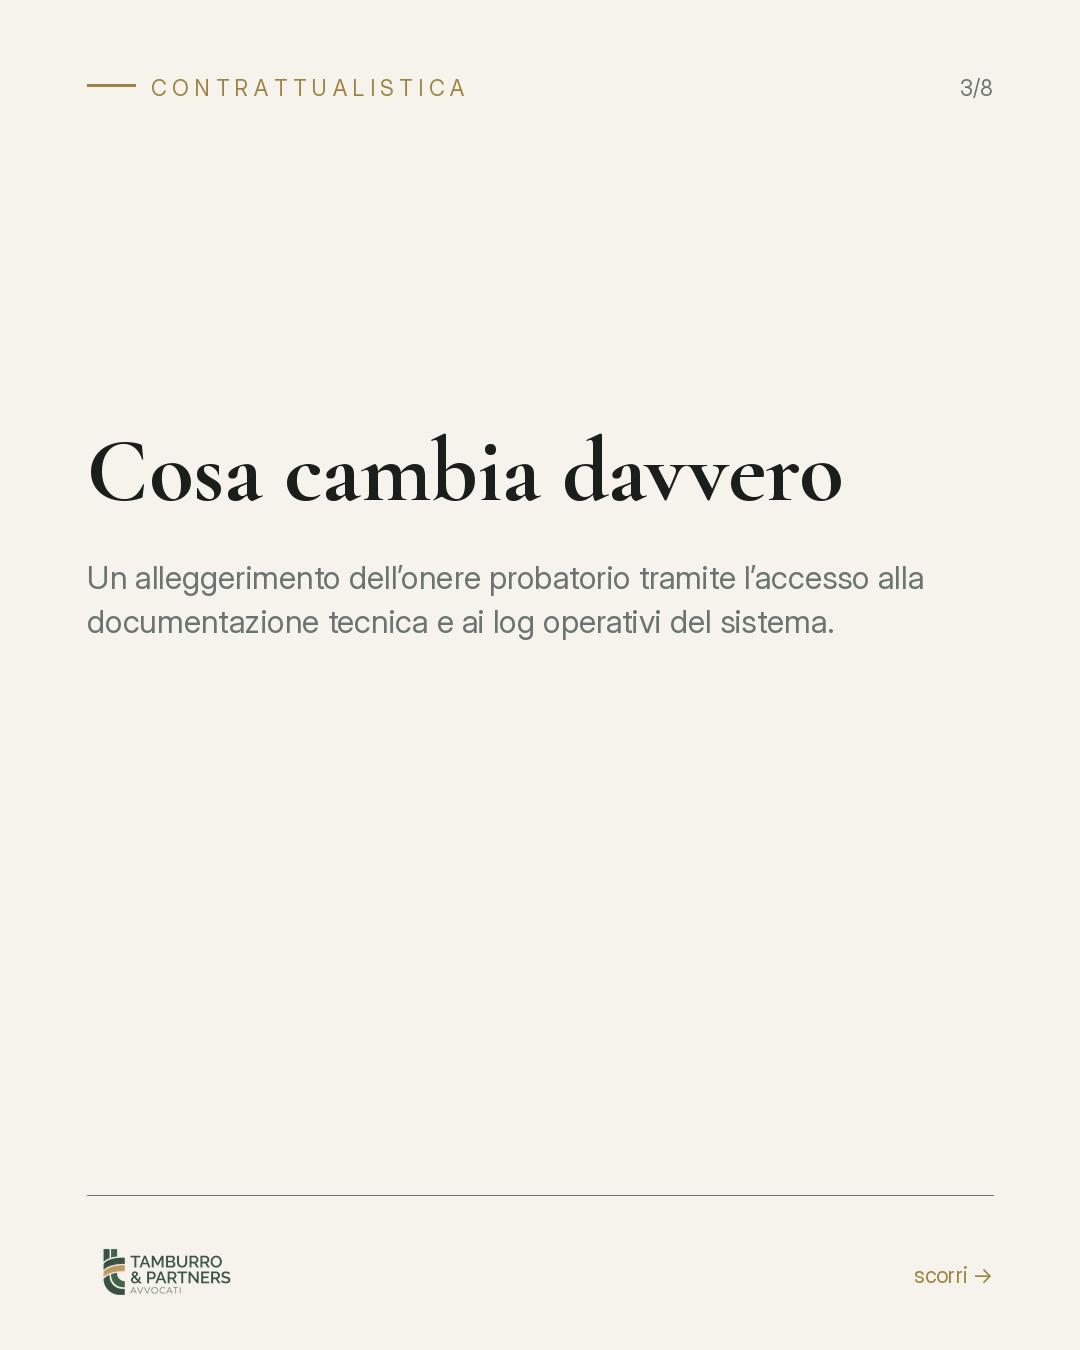 CONTRATTUALISTICA
3/8
Cosa cambia davvero
Un alleggerimento dell’onere probatorio tramite l’accesso alla
documentazione tecnica e ai log operativi del sistema.
TAMBURRO
& PARTNERS
AVVOCATI
scorri →